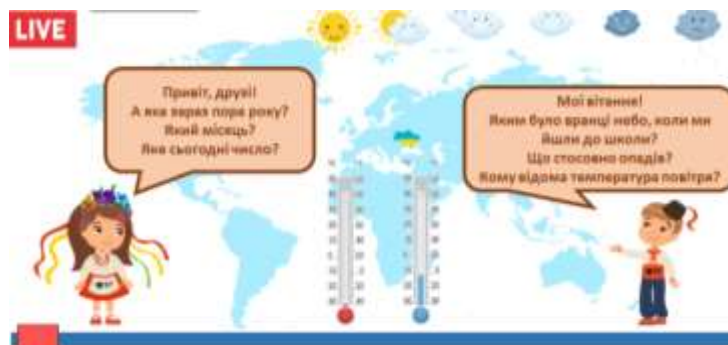 LIVE
Привіт, друзі!
А яка зараз пора року?
Який місяць?
Яке сьогодні число?
Мої вітання!
Яким було вранці небо, коли ми
йшли до школи?
Що стосовно опадів?
Кому відома температура повітря?